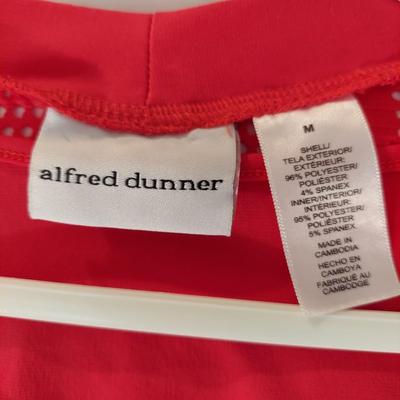 alfred dunner
M
SHELL/
TELA EXTERIOR/
EXTÉRIEUR:
96% POLYESTER/
POLIÉSTER
4% SPANEX
INNER/INTERIOR/
INTÉRIEUR:
95% POLYESTER/
POLIÉSTER
5% SPANEX
MADE IN
CAMBODIA
HECHO EN
CAMBOYA
FABRIQUÉ AU
CAMBODGE